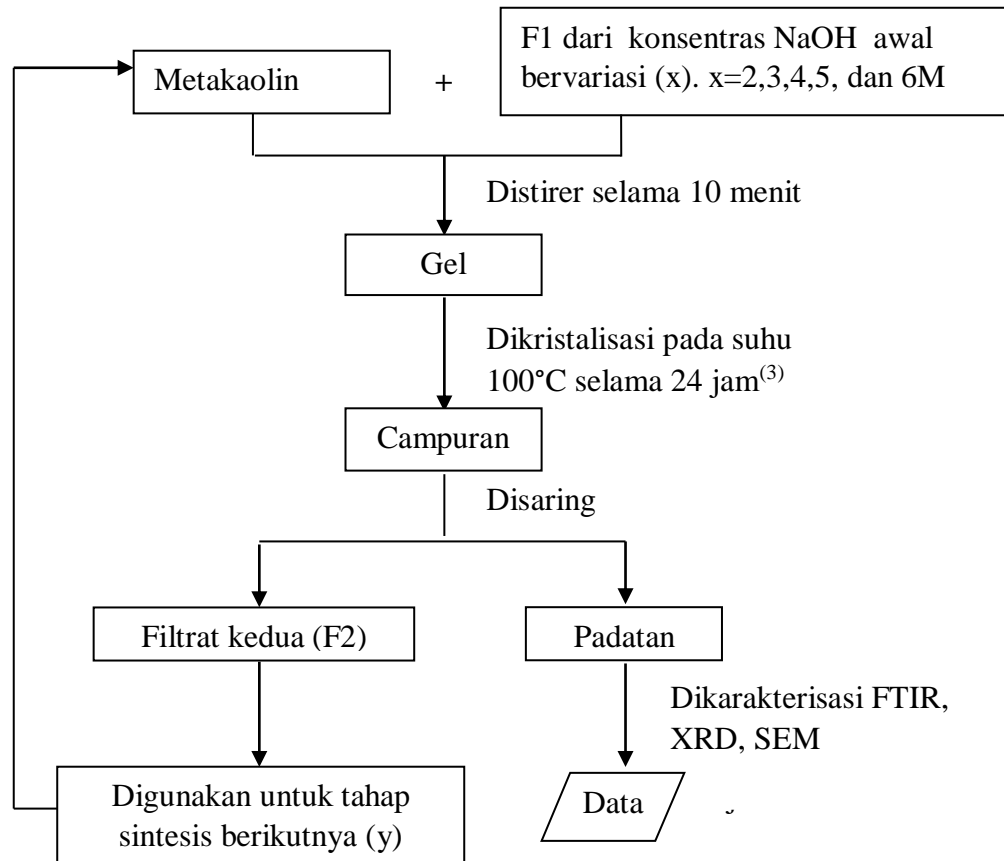 F1 dari konsentras NaOH awal
bervariasi (x). x=2,3,4,5, dan 6M
Metakaolin
+
Distirer selama 10 menit
Gel
Dikristalisasi pada suhu
100°C selama 24 jam(3)
Campuran
Disaring
Filtrat kedua (F2)
Padatan
Dikarakterisasi FTIR,
XRD, SEM
Digunakan untuk tahap
sintesis berikutnya (y)
Data